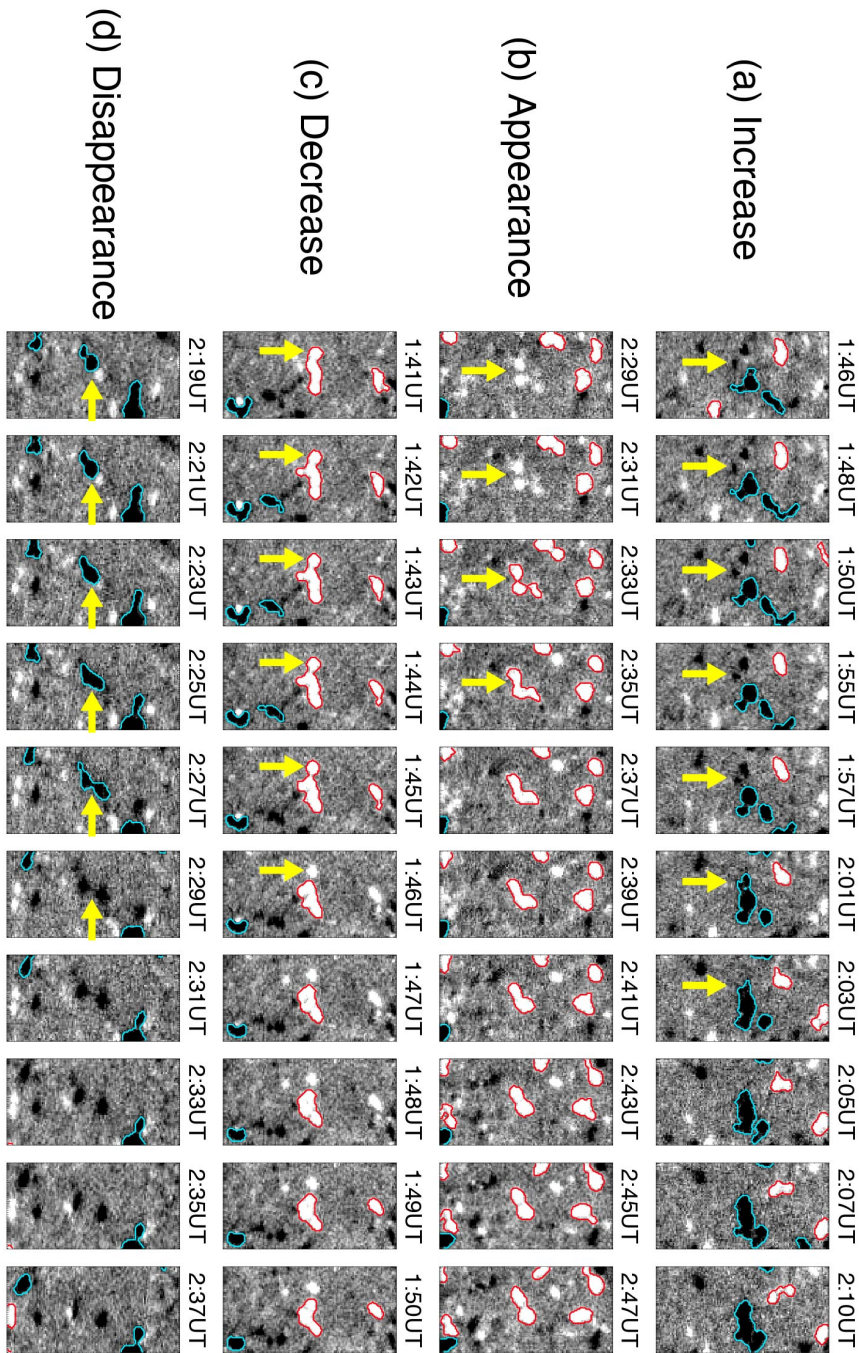 (a) Increase
1:46UT 1:48UT 1:50UT 1:55UT 1:57UT 2:01UT 2:03UT 2:05UT 2:07UT 2:10UT
(b) Appearance
2:29UT 2:31UT 2:33UT 2:35UT 2:37UT 2:39UT 2:41UT 2:43UT 2:45UT 2:47UT
(c) Decrease
1:41UT 1:42UT 1:43UT 1:44UT 1:45UT 1:46UT 1:47UT 1:48UT 1:49UT 1:50UT
(d) Disappearance
2:19UT 2:21UT 2:23UT 2:25UT 2:27UT 2:29UT 2:31UT 2:33UT 2:35UT 2:37UT